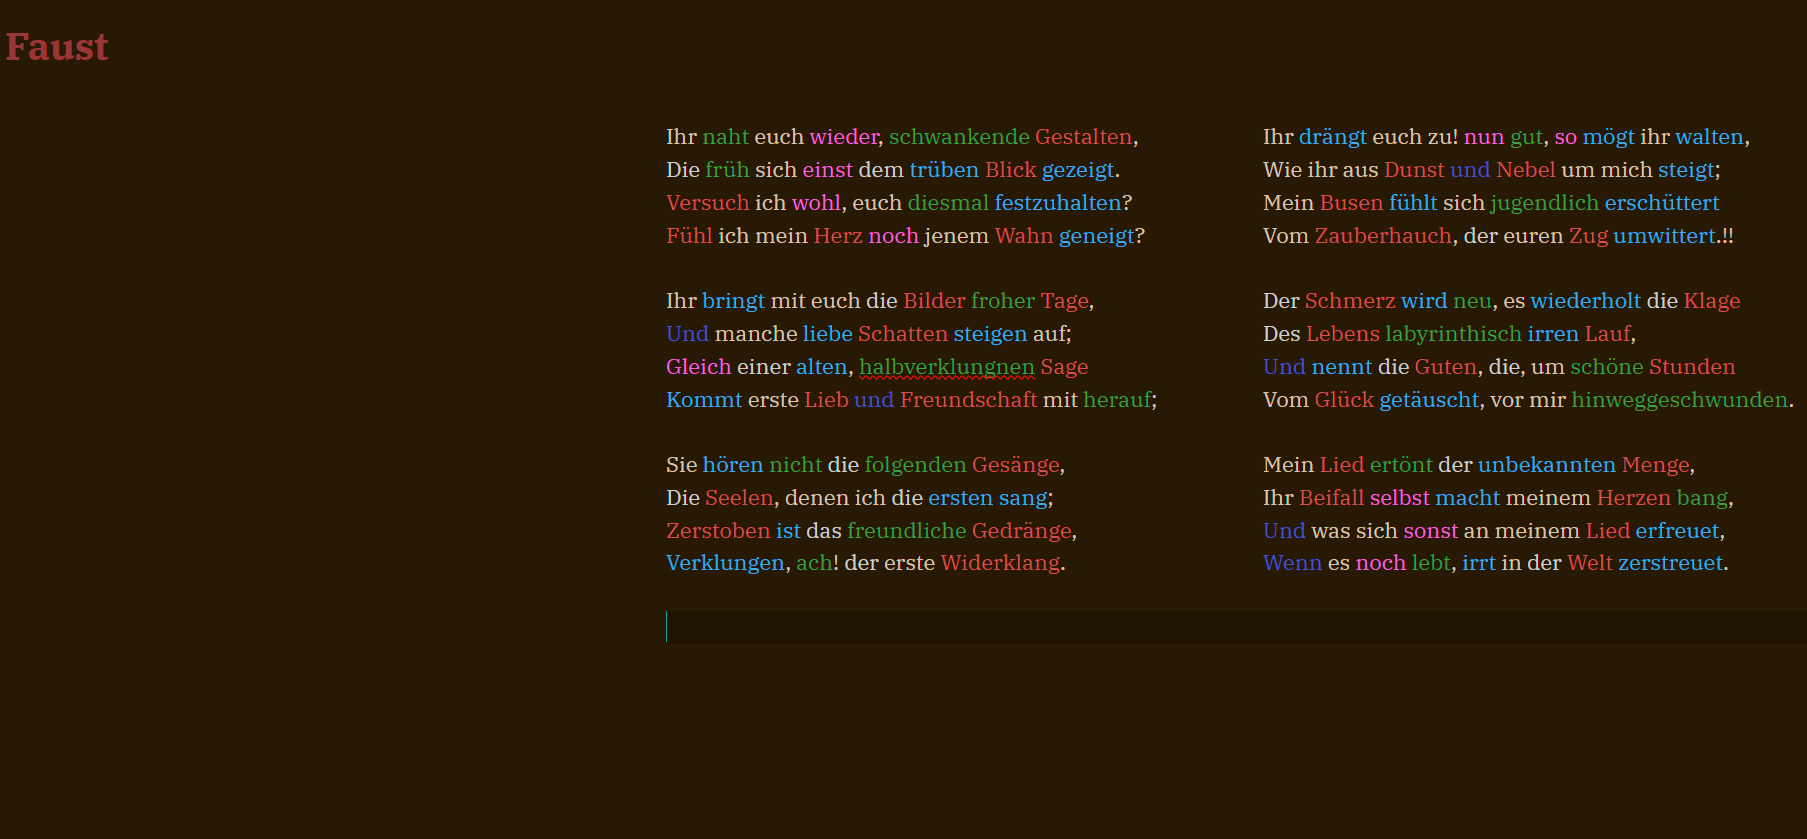 Faust
Ihr naht euch wieder, schwankende Gestalten,
Die früh sich einst dem trüben Blick gezeigt.
Versuch ich wohl, euch diesmal festzuhalten?
Fühl ich mein Herz noch jenem Wahn geneigt?
Ihr drängt euch zu! nun gut, so mögt ihr walten,
Wie ihr aus Dunst und Nebel um mich steigt;
Mein Busen fühlt sich jugendlich erschüttert
Vom Zauberhauch, der euren Zug umwittert.!!
Ihr bringt mit euch die Bilder froher Tage,
Und manche liebe Schatten steigen auf;
Gleich einer alten, halbverklungnen Sage
Kommt erste Lieb und Freundschaft mit herauf;
Der Schmerz wird neu, es wiederholt die Klage
Des Lebens labyrinthisch irren Lauf,
Und nennt die Guten, die, um schöne Stunden
Vom Glück getäuscht, vor mir hinweggeschwunden.
Sie hören nicht die folgenden Gesänge,
Die Seelen, denen ich die ersten sang;
Zerstoben ist das freundliche Gedränge,
Verklungen, ach! der erste Widerklang.
Mein Lied ertönt der unbekannten Menge,
Ihr Beifall selbst macht meinem Herzen bang,
Und was sich sonst an meinem Lied erfreuet,
Wenn es noch lebt, irrt in der Welt zerstreuet.